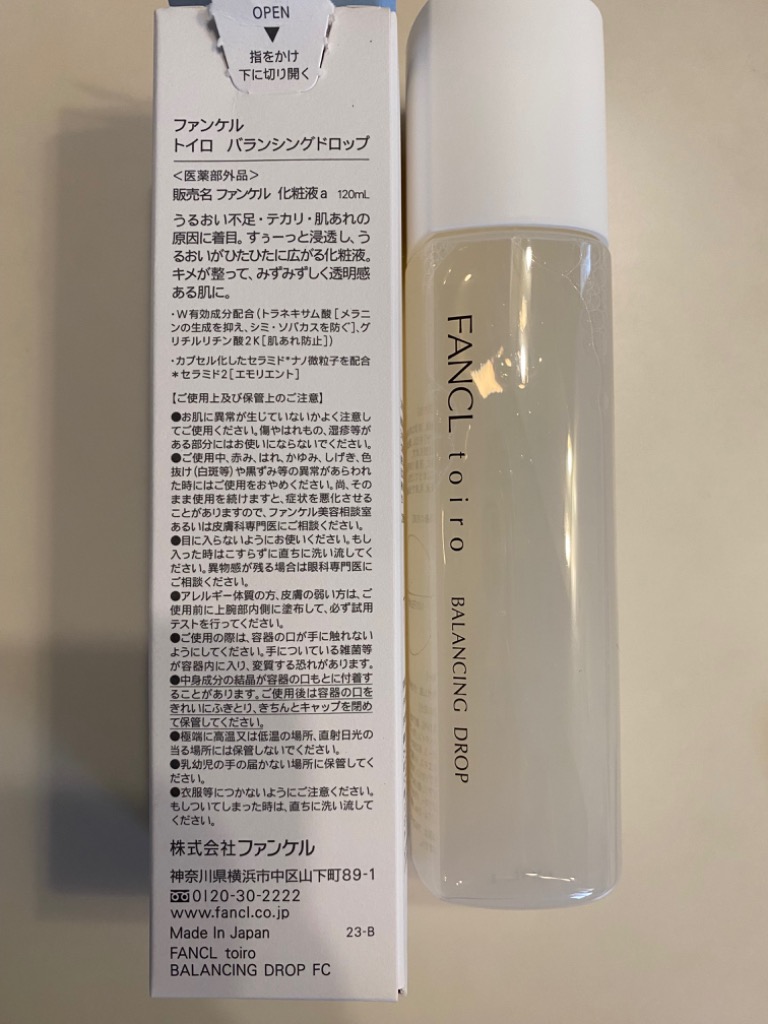 OPEN
▼
指をかけ
下に切り開く
ファンケル
トイロ バランシングドロップ
＜医薬部外品＞
販売名 ファンケル 化粧液a 120mL
うるおい不足・テカリ・肌あれの
原因に着目。すぅーっと浸透し、う
るおいがひたひたに広がる化粧液。
キメが整って、みずみずしく透明感
ある肌に。
・W有効成分配合（トラネキサム酸［メラニ
ンの生成を抑え、シミ・ソバカスを防ぐ］、グ
リチルリチン酸2K［肌あれ防止］）
・カプセル化したセラミド*ナノ微粒子を配合
＊セラミド2［エモリエント］
【ご使用上及び保管上のご注意】
●お肌に異常が生じていないかよく注意し
てご使用ください。傷やはれもの、湿疹等が
ある部分にはお使いにならないでください。
●ご使用中、赤み、はれ、かゆみ、しげき、色
抜け（白斑等）や黒ずみ等の異常があらわれ
た時にはご使用をおやめください。尚、その
まま使用を続けますと、症状を悪化させる
ことがありますので、ファンケル美容相談室
あるいは皮膚科専門医にご相談ください。
●目に入らないようにお使いください。もし
入った時はこすらずに直ちに洗い流してく
ださい。異物感が残る場合は眼科専門医に
ご相談ください。
●アレルギー体質の方、皮膚の弱い方は、ご
使用前に上腕部内側に塗布して、必ず試用
テストを行ってください。
●ご使用の際は、容器の口が手に触れない
ようにしてください。手についている雑菌等
が容器内に入り、変質する恐れがあります。
●中身成分の結晶が容器の口もとに付着す
ることがあります。ご使用後は容器の口を
きれいにふきとり、きちんとキャップを閉め
て保管してください。
●極端に高温又は低温の場所、直射日光の
当る場所には保管しないでください。
●乳幼児の手の届かない場所に保管してく
ださい。
●衣服等につかないようにご注意ください。
もしついてしまった時は、直ちに洗い流して
ください。
株式会社ファンケル
神奈川県横浜市中区山下町89-1
0120-30-2222
www.fancl.co.jp
Made In Japan 23-B
FANCL toiro
BALANCING DROP FC
FANCL toiro BALANCING DROP